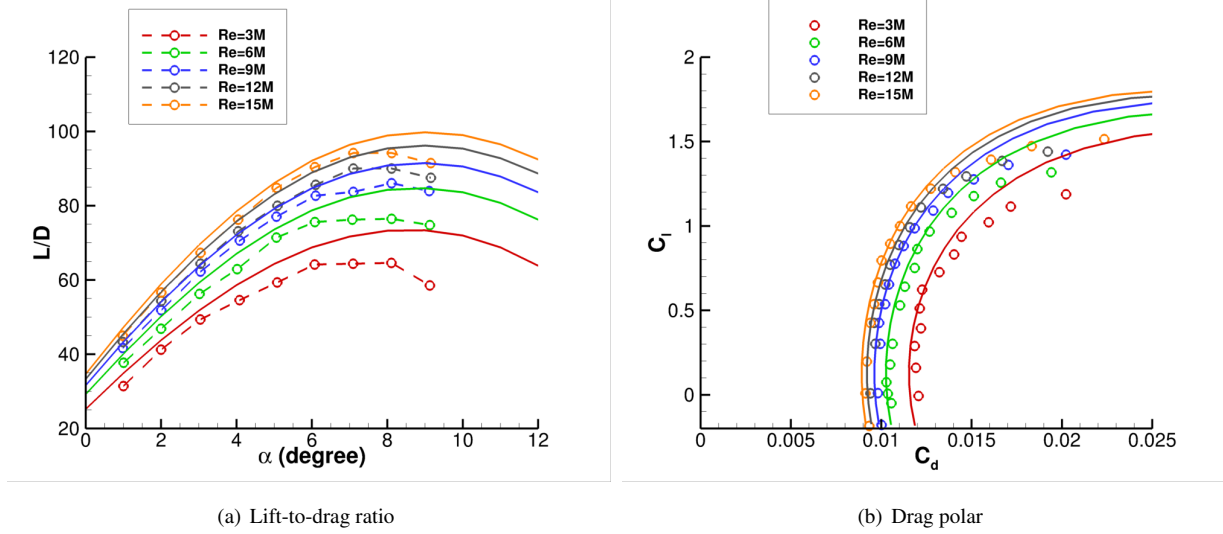 Re=3M
Re=6M
Re=9M
Re=12M
Re=15M
L/D
120
100
80
60
40
20
0
2
4
6
8
10
12
α (degree)
(a) Lift-to-drag ratio
Re=3M
Re=6M
Re=9M
Re=12M
Re=15M
C_l
2
1.5
1
0.5
0
0
0.005
0.01
0.015
0.02
0.025
C_d
(b) Drag polar